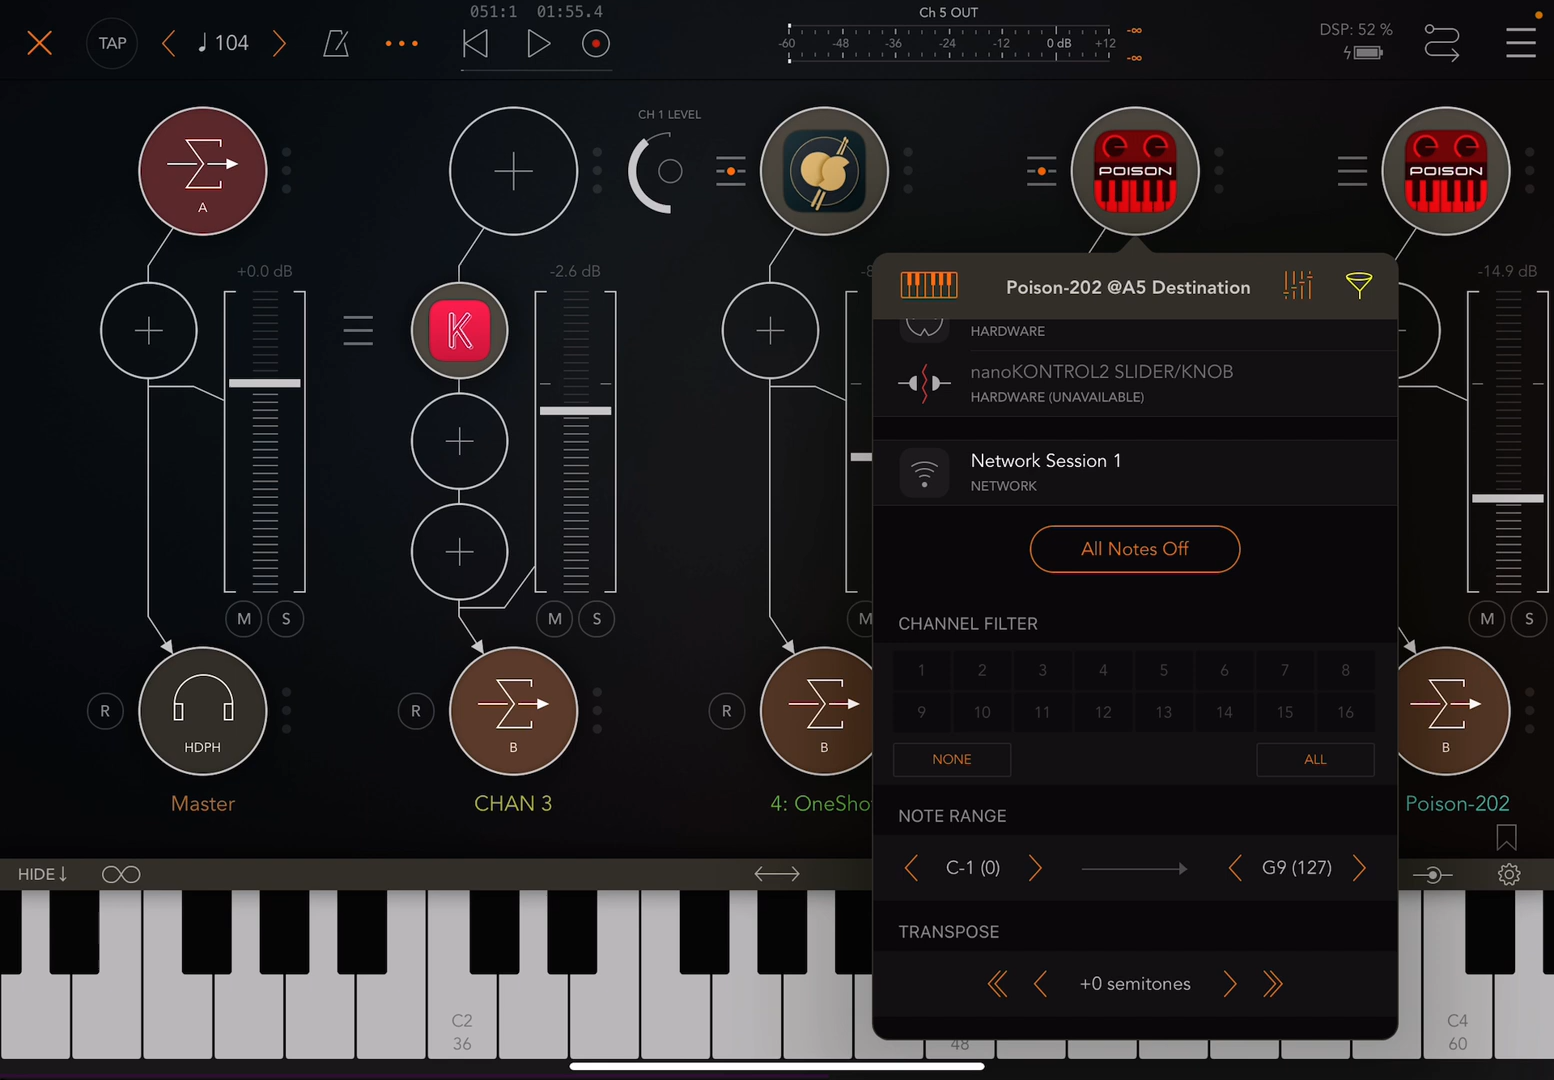 051:1 01:55.4
Ch 5 OUT
TAP
104
-60 -48 -36 -24 -12 0 dB +12
-∞
-∞
DSP: 52 %
CH 1 LEVEL
A
POISON
POISON
+0.0 dB
-2.6 dB
-8
-14.9 dB
K
Poison-202 @A5 Destination
HARDWARE
nanoKONTROL2 SLIDER/KNOB
HARDWARE (UNAVAILABLE)
Network Session 1
NETWORK
All Notes Off
CHANNEL FILTER
1 2 3 4 5 6 7 8
9 10 11 12 13 14 15 16
NONE ALL
NOTE RANGE
C-1 (0) G9 (127)
TRANSPOSE
+0 semitones
M S
M S
M
M S
R
HDPH
R
B
R
B
B
Master
CHAN 3
4: OneSho
Poison-202
HIDE↓
C2
36
48
C4
60